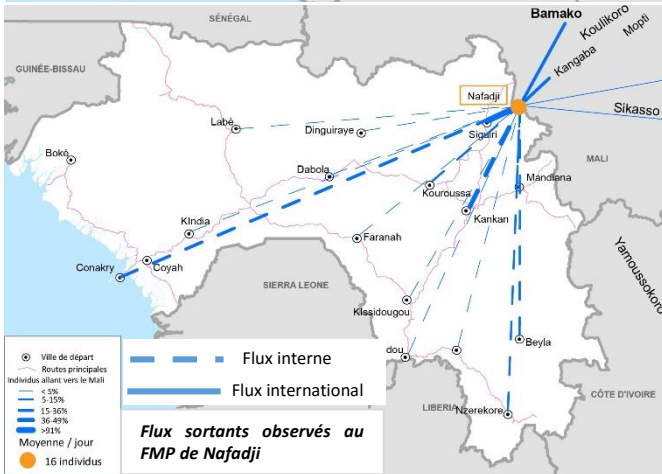 SÉNÉGAL
Bamako
Koulikoro
Mopti
Kangaba
GUINÉE-BISSAU
Nafadji
Sikasso
Labé
Dinguiraye
Siguiri
MALI
Boké
Dabola
Mandiana
Kouroussa
Kankan
Kindia
Faranah
Yamoussokoro
Conakry
Coyah
SIERRA LEONE
Kissidougou
Beyla
dou
LIBERIA
CÔTE D'IVOIRE
Nzerekore
Ville de départ
Routes principales
Individus allant vers le Mali
< 5%
5-15%
15-36%
36-49%
>91%
Moyenne / jour
16 individus
Flux interne
Flux international
Flux sortants observés au
FMP de Nafadji